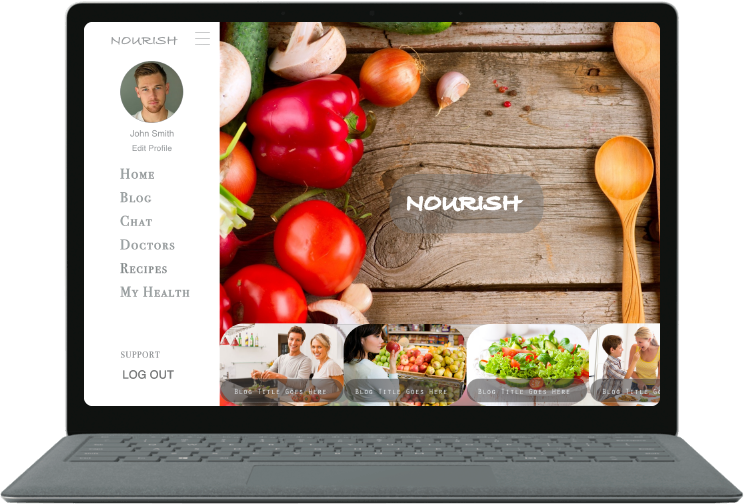 NOURISH
John Smith
Edit Profile
Home
Blog
Chat
Doctors
Recipes
My Health
SUPPORT
LOG OUT
NOURISH
Blog Title Goes Here
Blog Title Goes Here
Blog Title Goes Here
Blog Title Goes